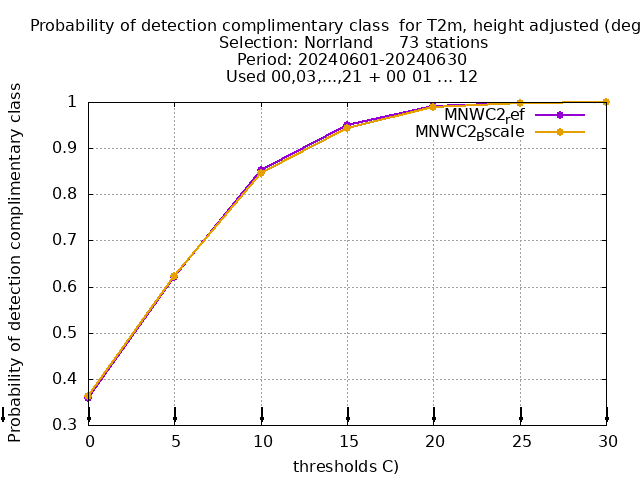 Probability of detection complimentary class  for T2m, height adjusted (deg
Selection: Norrland     73 stations
Period: 20240601-20240630
Used 00,03,...,21 + 00 01 ... 12
Probability of detection complimentary class
1
0.9
0.8
0.7
0.6
0.5
0.4
0.3
MNWC2_ref
MNWC2_Bscale
0 5 10 15 20 25 30
thresholds C)